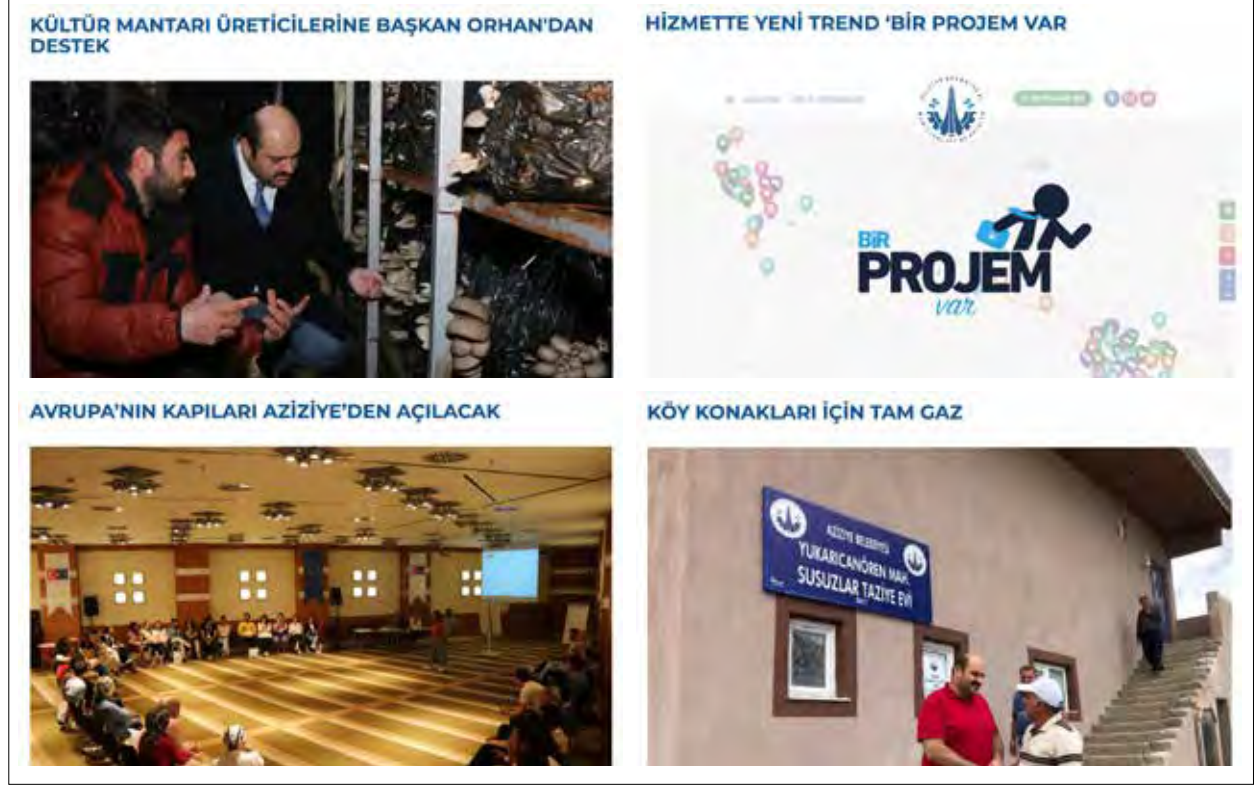 KÜLTÜR MANTARI ÜRETİCİLERİNE BAŞKAN ORHAN'DAN
DESTEK
HİZMETTE YENİ TREND ‘BİR PROJEM VAR
BİR
PROJEM
var
AVRUPA’NIN KAPILARI AZİZİYE’DEN AÇILACAK
KÖY KONAKLARI İÇİN TAM GAZ
AZİZİYE BELEDİYESİ
YUKARICANÖREN MAH.
SUSUZLAR TAZİYE EVİ